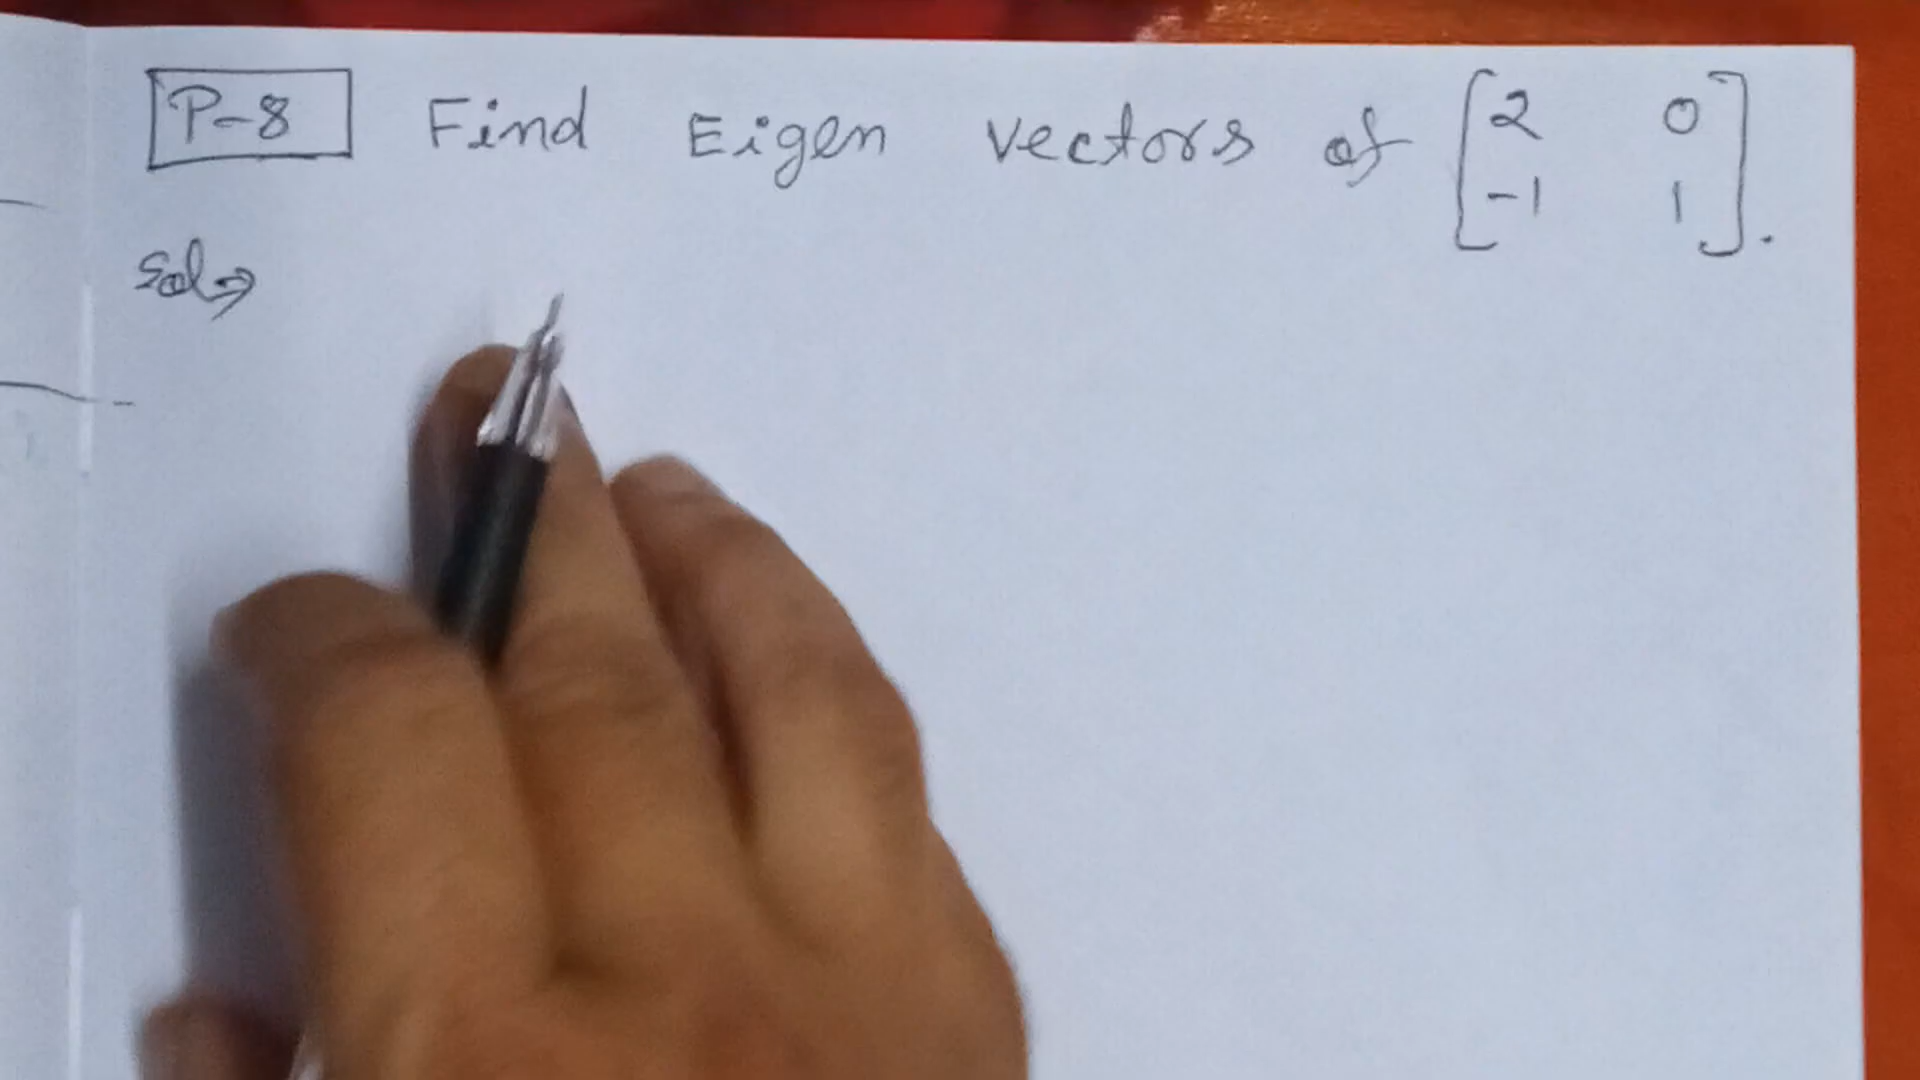 P-8 Find Eigen vectors of [2 0
-1 1].
Sol⇒